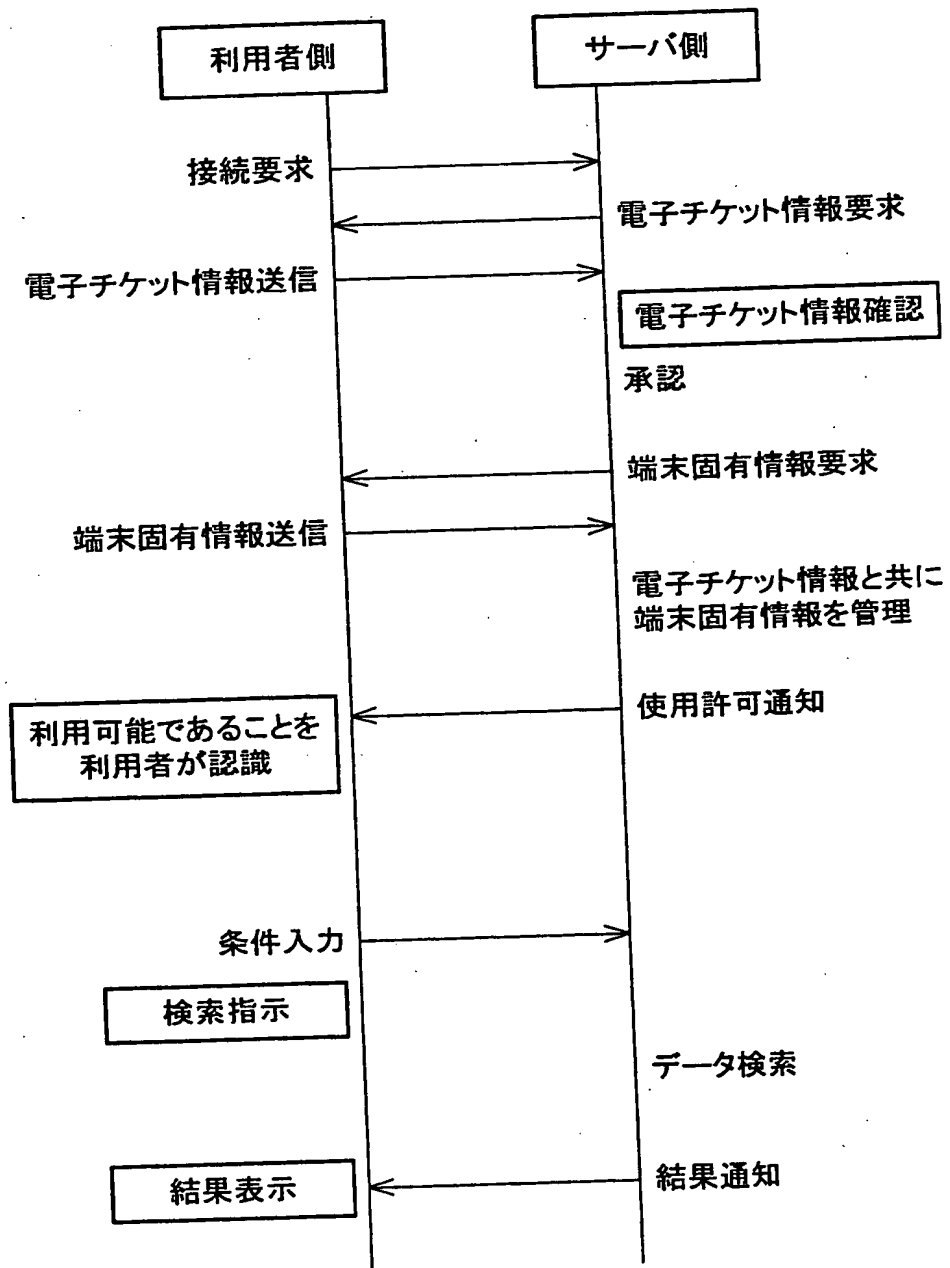 利用者側
サーバ側
接続要求
電子チケット情報要求
電子チケット情報送信
電子チケット情報確認
承認
端末固有情報要求
端末固有情報送信
電子チケット情報と共に
端末固有情報を管理
使用許可通知
利用可能であることを
利用者が認識
条件入力
検索指示
データ検索
結果通知
結果表示